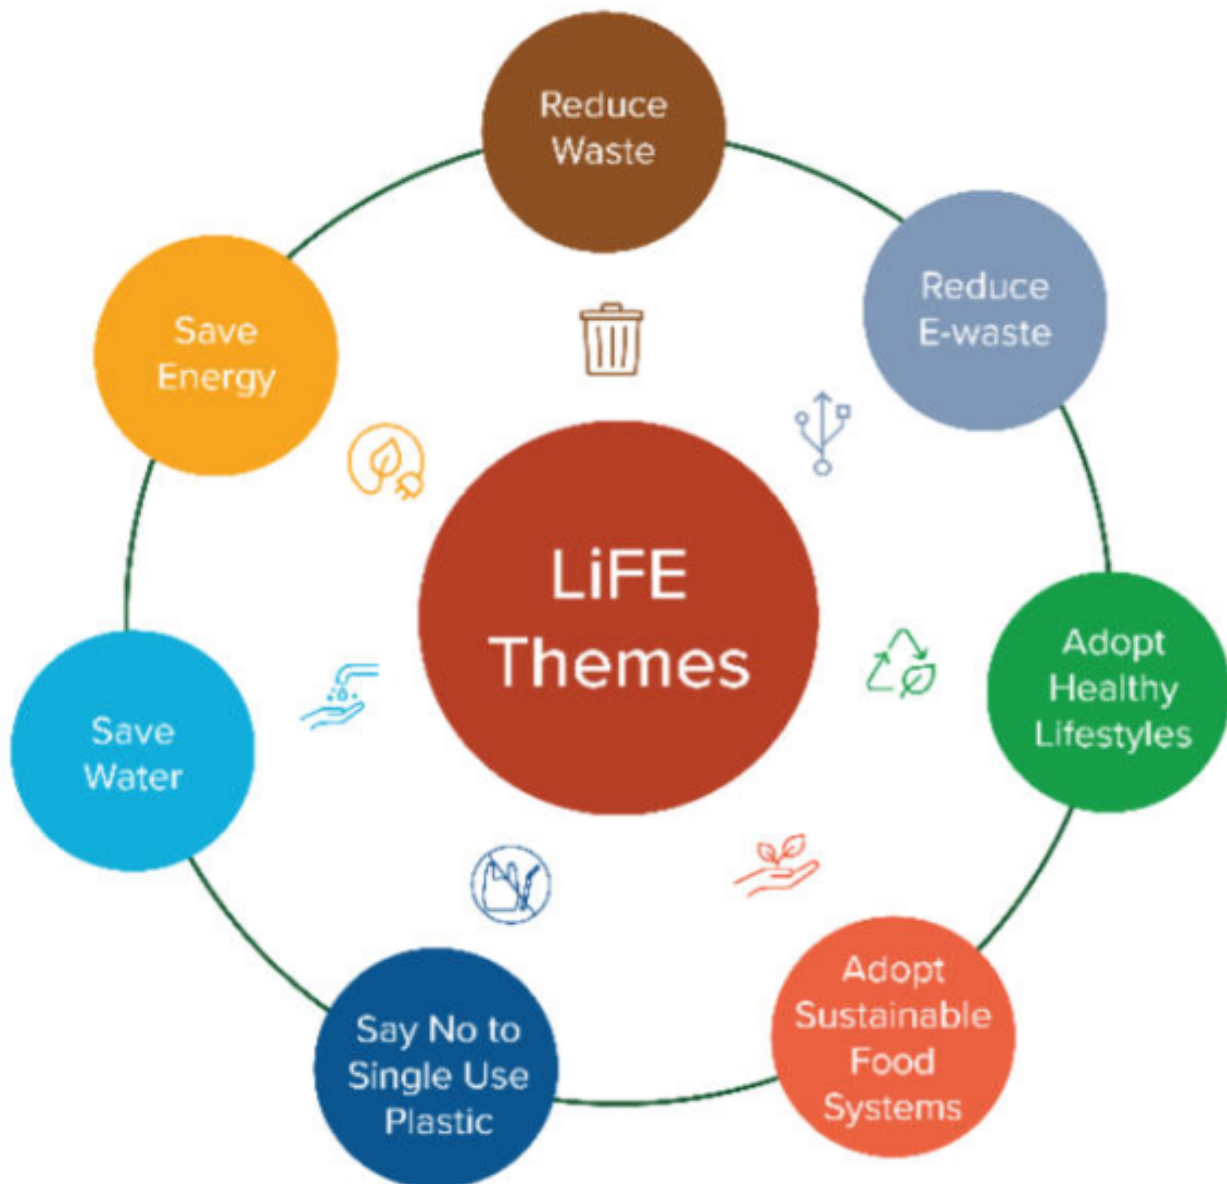 Reduce
Waste
Reduce
E-waste
Adopt
Healthy
Lifestyles
Adopt
Sustainable
Food
Systems
Say No to
Single Use
Plastic
Save
Water
Save
Energy
LiFE
Themes